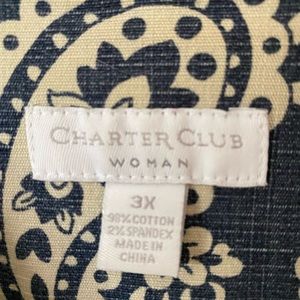 CHARTER CLUB
WOMAN
3X
98% COTTON
2% SPANDEX
MADE IN
CHINA